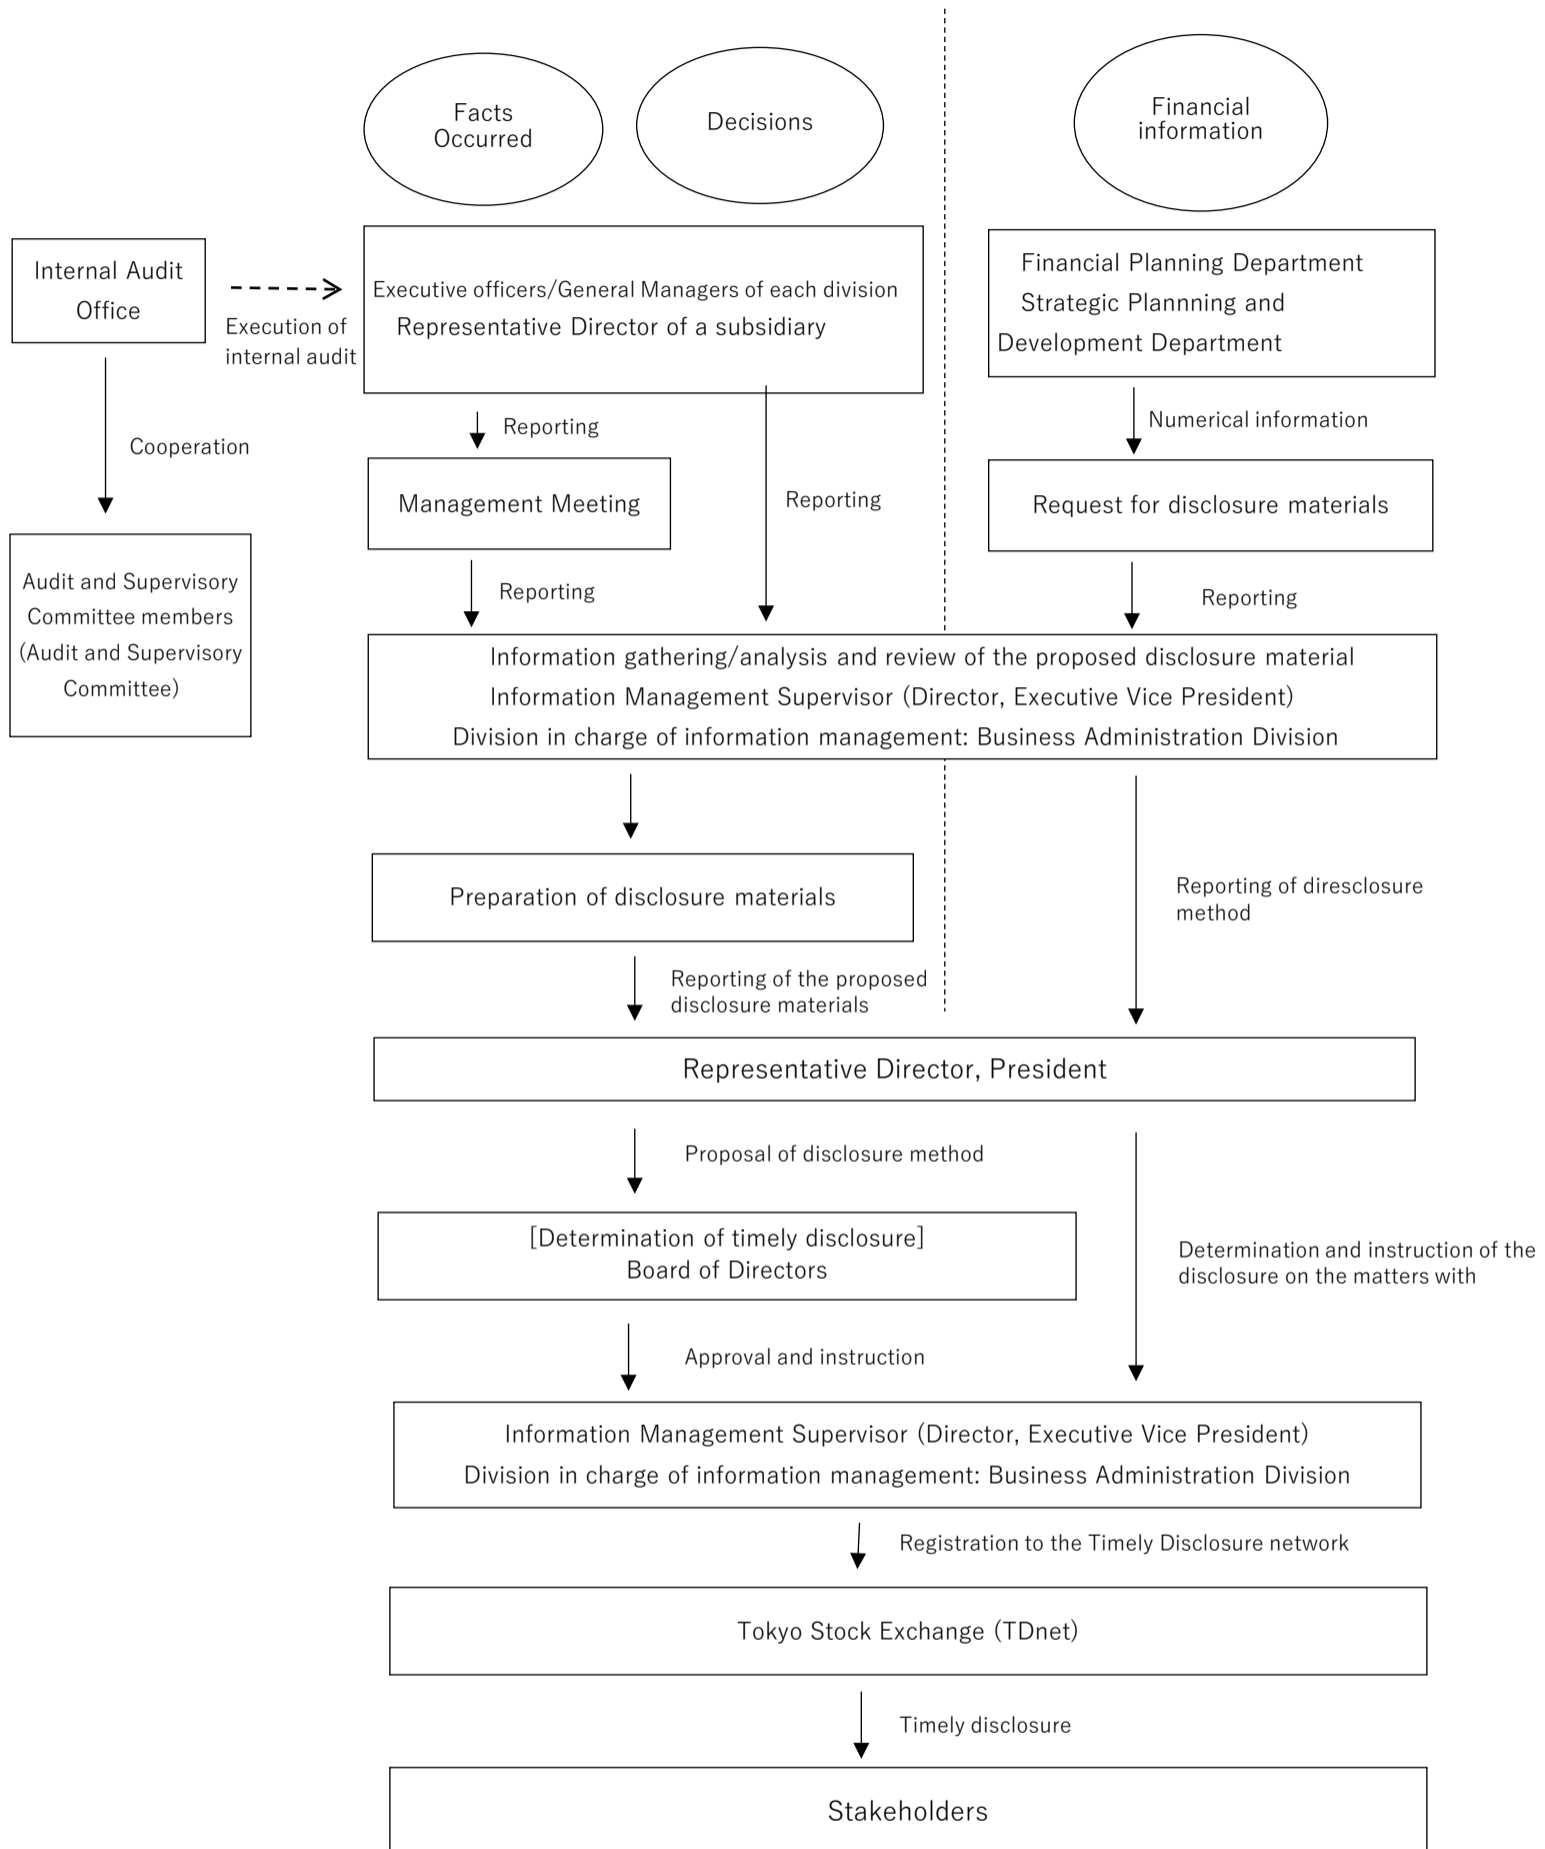 Facts
Occurred
Decisions
Financial
information
Internal Audit
Office
Execution of
internal audit
Executive officers/General Managers of each division
Representative Director of a subsidiary
Financial Planning Department
Strategic Plannning and
Development Department
Cooperation
Reporting
Numerical information
Management Meeting
Reporting
Request for disclosure materials
Audit and Supervisory
Committee members
(Audit and Supervisory
Committee)
Reporting
Reporting
Information gathering/analysis and review of the proposed disclosure material
Information Management Supervisor (Director, Executive Vice President)
Division in charge of information management: Business Administration Division
Preparation of disclosure materials
Reporting of diresclosure
method
Reporting of the proposed
disclosure materials
Representative Director, President
Proposal of disclosure method
[Determination of timely disclosure]
Board of Directors
Determination and instruction of the
disclosure on the matters with
Approval and instruction
Information Management Supervisor (Director, Executive Vice President)
Division in charge of information management: Business Administration Division
Registration to the Timely Disclosure network
Tokyo Stock Exchange (TDnet)
Timely disclosure
Stakeholders